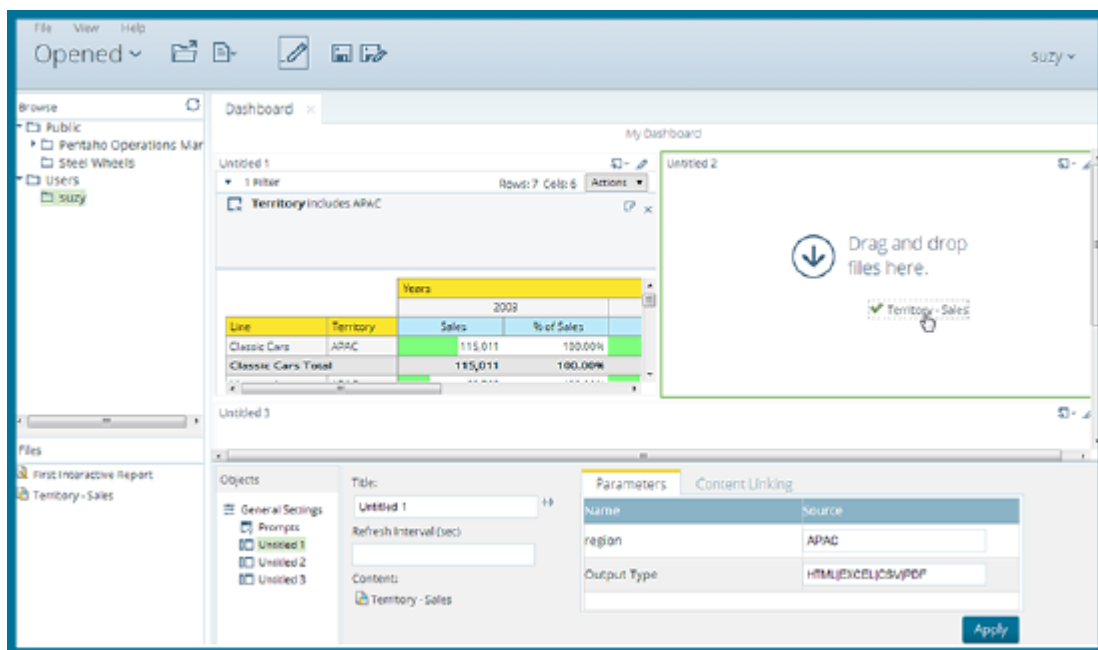 File View Help
Opened
suzy
Browse
Dashboard ×
Public
Pentaho Operations Mar
Steel Wheels
Users
suzy
My Dashboard
Untitled 1
1 Filter
Rows: 7 Cols: 6 Actions
Territory includes APAC
Years
2003
Line Territory Sales % of Sales
Classic Cars APAC 115,011 100.00%
Classic Cars Total 115,011 100.00%
Untitled 2
Drag and drop
files here.
Territory - Sales
Untitled 3
Files
First Interactive Report
Territory - Sales
Objects
General Settings
Prompts
Untitled 1
Untitled 2
Untitled 3
Title:
Untitled 1
Refresh Interval (sec)
Content:
Territory - Sales
Parameters Content Linking
Name Source
region APAC
Output Type HTML|EXCEL|CSV|PDF
Apply